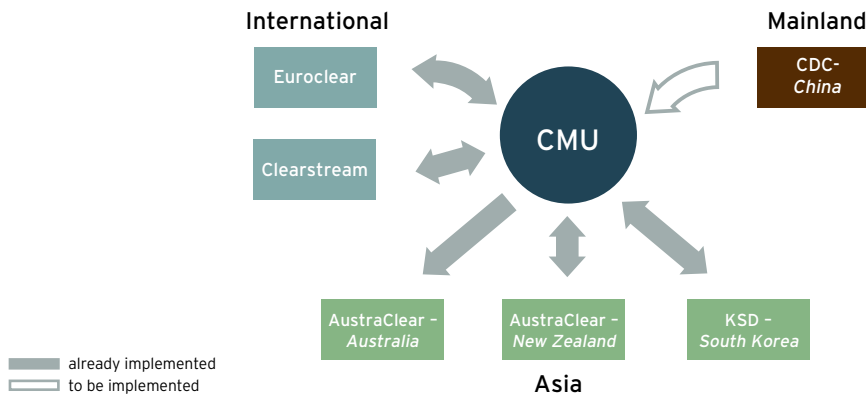 International
Mainland
Euroclear
CDC-
China
CMU
Clearstream
AustraClear –
Australia
AustraClear –
New Zealand
KSD –
South Korea
already implemented
to be implemented
Asia